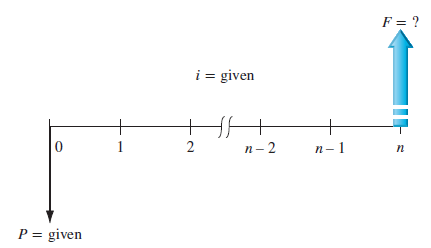 F = ?
i = given
0 1 2 n – 2 n – 1 n
P = given